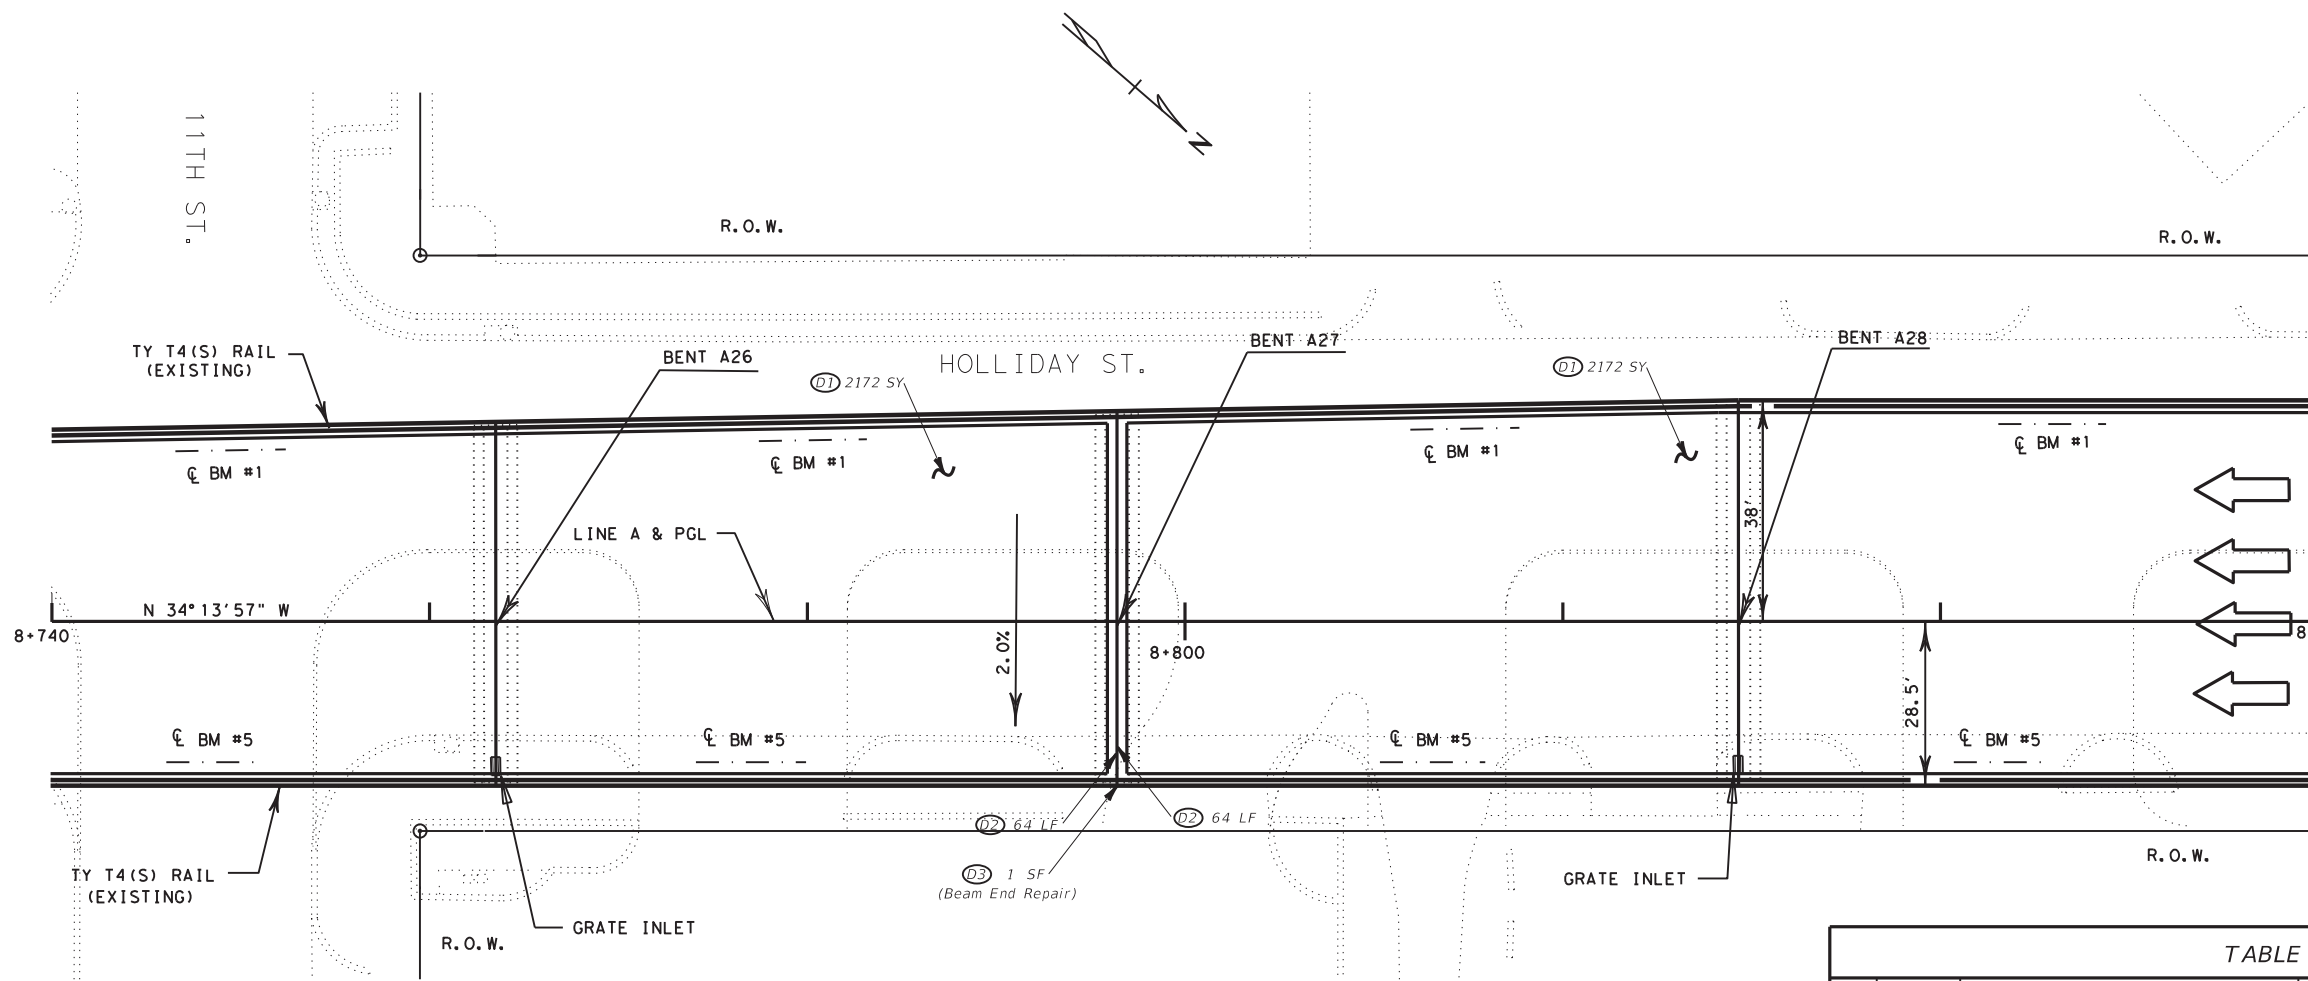 N
11TH ST.
R.O.W.
R.O.W.
TY T4(S) RAIL
(EXISTING)
BENT A26
D1 2172 SY
HOLLIDAY ST.
BENT A27
D1 2172 SY
BENT A28
℄ BM #1
℄ BM #1
℄ BM #1
℄ BM #1
38'
LINE A & PGL
N 34°13'57" W
8+740
2.0%
8+800
8
28.5'
℄ BM #5
℄ BM #5
℄ BM #5
℄ BM #5
D2 64 LF
D2 64 LF
TY T4(S) RAIL
(EXISTING)
D3 1 SF
(Beam End Repair)
GRATE INLET
R.O.W.
GRATE INLET
R.O.W.
TABLE